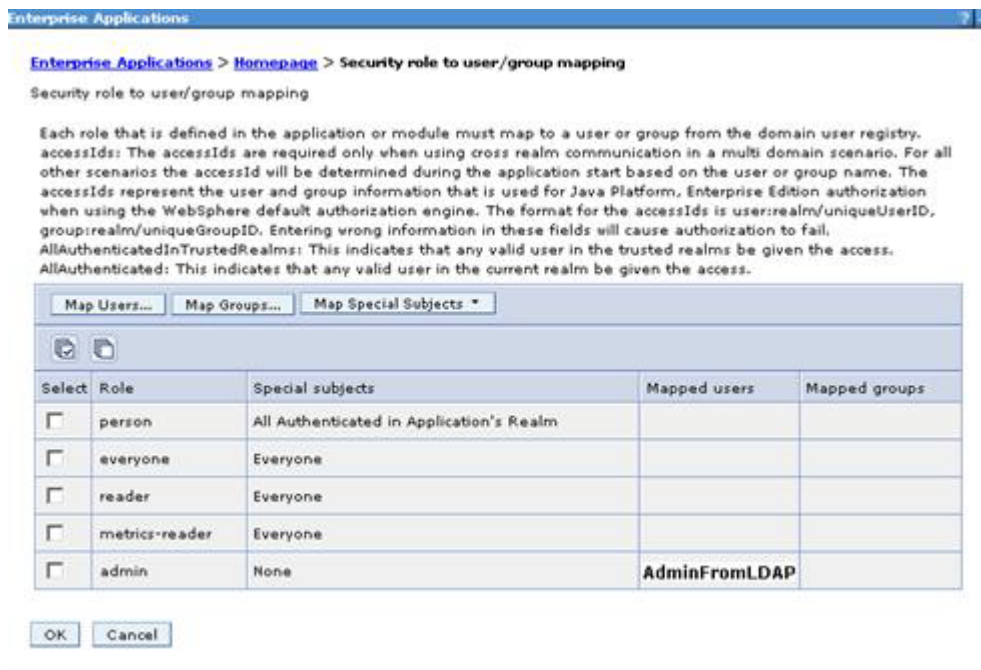 Enterprise Applications ?
Enterprise Applications > Homepage > Security role to user/group mapping
Security role to user/group mapping
Each role that is defined in the application or module must map to a user or group from the domain user registry.
accessIds: The accessIds are required only when using cross realm communication in a multi domain scenario. For all
other scenarios the accessId will be determined during the application start based on the user or group name. The
accessIds represent the user and group information that is used for Java Platform, Enterprise Edition authorization
when using the WebSphere default authorization engine. The format for the accessIds is user:realm/uniqueUserID,
group:realm/uniqueGroupID. Entering wrong information in these fields will cause authorization to fail.
AllAuthenticatedInTrustedRealms: This indicates that any valid user in the trusted realms be given the access.
AllAuthenticated: This indicates that any valid user in the current realm be given the access.
Map Users... Map Groups... Map Special Subjects
Select Role Special subjects Mapped users Mapped groups
person All Authenticated in Application's Realm
everyone Everyone
reader Everyone
metrics-reader Everyone
admin None AdminFromLDAP
OK Cancel